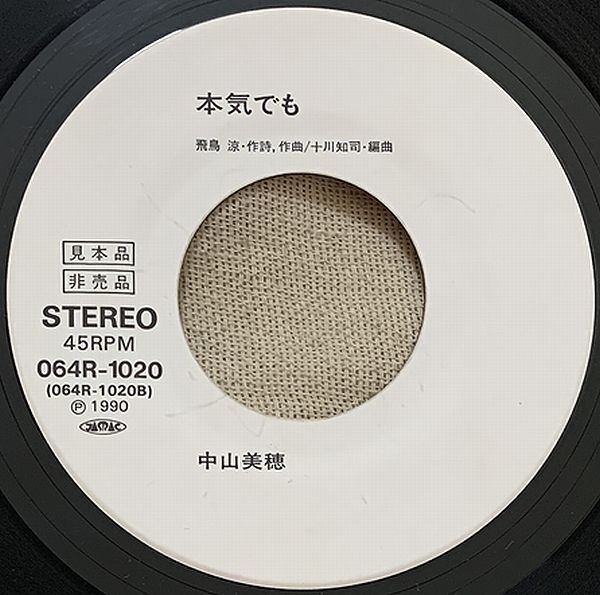 本気でも
飛鳥 涼・作詩,作曲/十川知司・編曲
見本品
非売品
STEREO
45RPM
064R-1020
(064R-1020B)
Ⓟ 1990
JASRAC
中山美穂